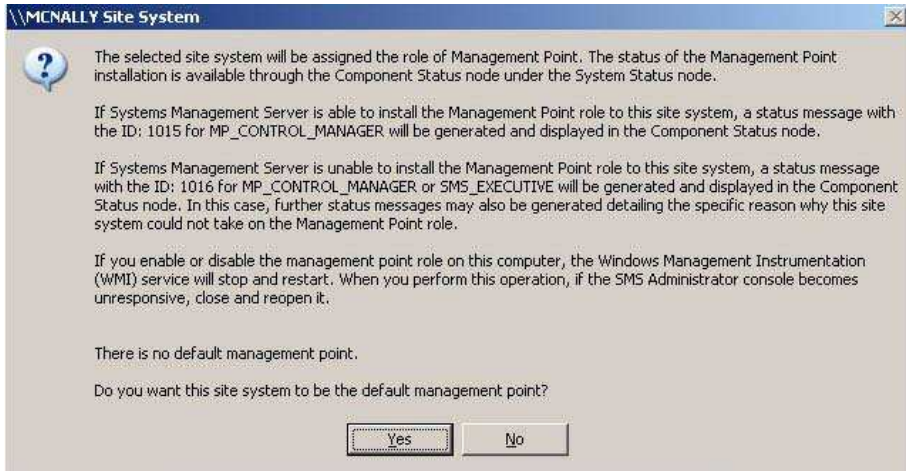 \\MCNALLY Site System
The selected site system will be assigned the role of Management Point. The status of the Management Point
installation is available through the Component Status node under the System Status node.
If Systems Management Server is able to install the Management Point role to this site system, a status message with
the ID: 1015 for MP_CONTROL_MANAGER will be generated and displayed in the Component Status node.
If Systems Management Server is unable to install the Management Point role to this site system, a status message
with the ID: 1016 for MP_CONTROL_MANAGER or SMS_EXECUTIVE will be generated and displayed in the Component
Status node. In this case, further status messages may also be generated detailing the specific reason why this site
system could not take on the Management Point role.
If you enable or disable the management point role on this computer, the Windows Management Instrumentation
(WMI) service will stop and restart. When you perform this operation, if the SMS Administrator console becomes
unresponsive, close and reopen it.
There is no default management point.
Do you want this site system to be the default management point?
Yes No